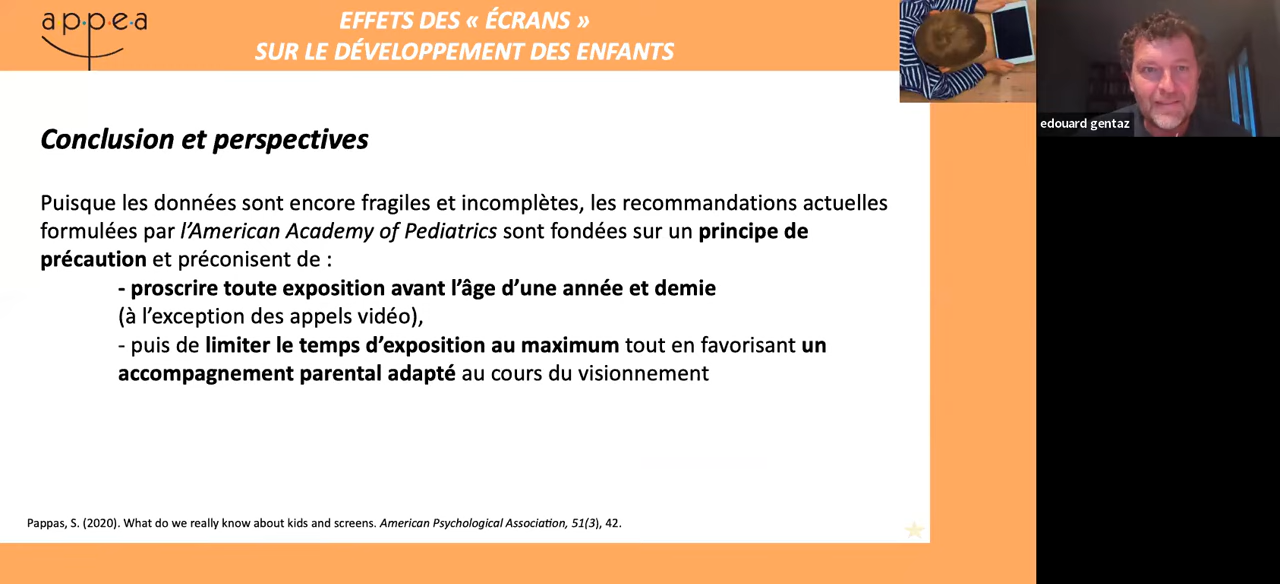 a·p·p·e·a
EFFETS DES « ÉCRANS »
SUR LE DÉVELOPPEMENT DES ENFANTS
edouard gentaz
Conclusion et perspectives
Puisque les données sont encore fragiles et incomplètes, les recommandations actuelles
formulées par l’American Academy of Pediatrics sont fondées sur un principe de
précaution et préconisent de :
- proscrire toute exposition avant l’âge d’une année et demie
(à l’exception des appels vidéo),
- puis de limiter le temps d’exposition au maximum tout en favorisant un
accompagnement parental adapté au cours du visionnement
Pappas, S. (2020). What do we really know about kids and screens. American Psychological Association, 51(3), 42.